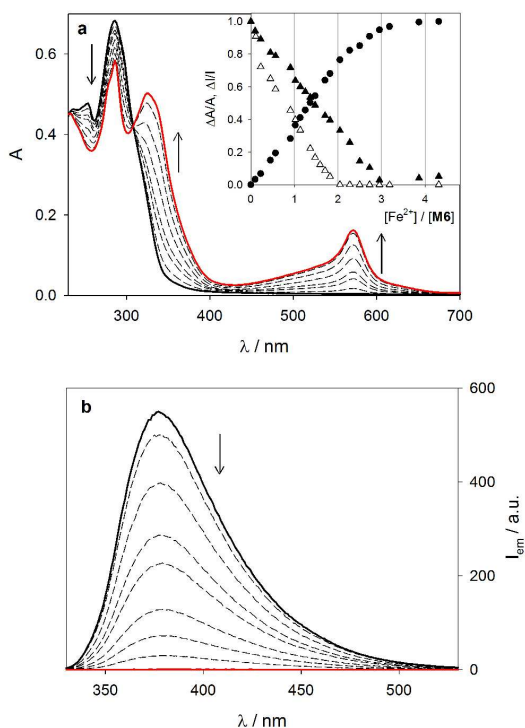 a
0.6
0.4
0.2
0.0
A
300 400 500 600 700
λ / nm
1.0
0.8
0.6
0.4
0.2
0.0
ΔA/A, ΔI/I
0 1 2 3 4
[Fe²⁺] / [M6]
b
600
400
200
0
I_em / a.u.
350 400 450 500
λ / nm